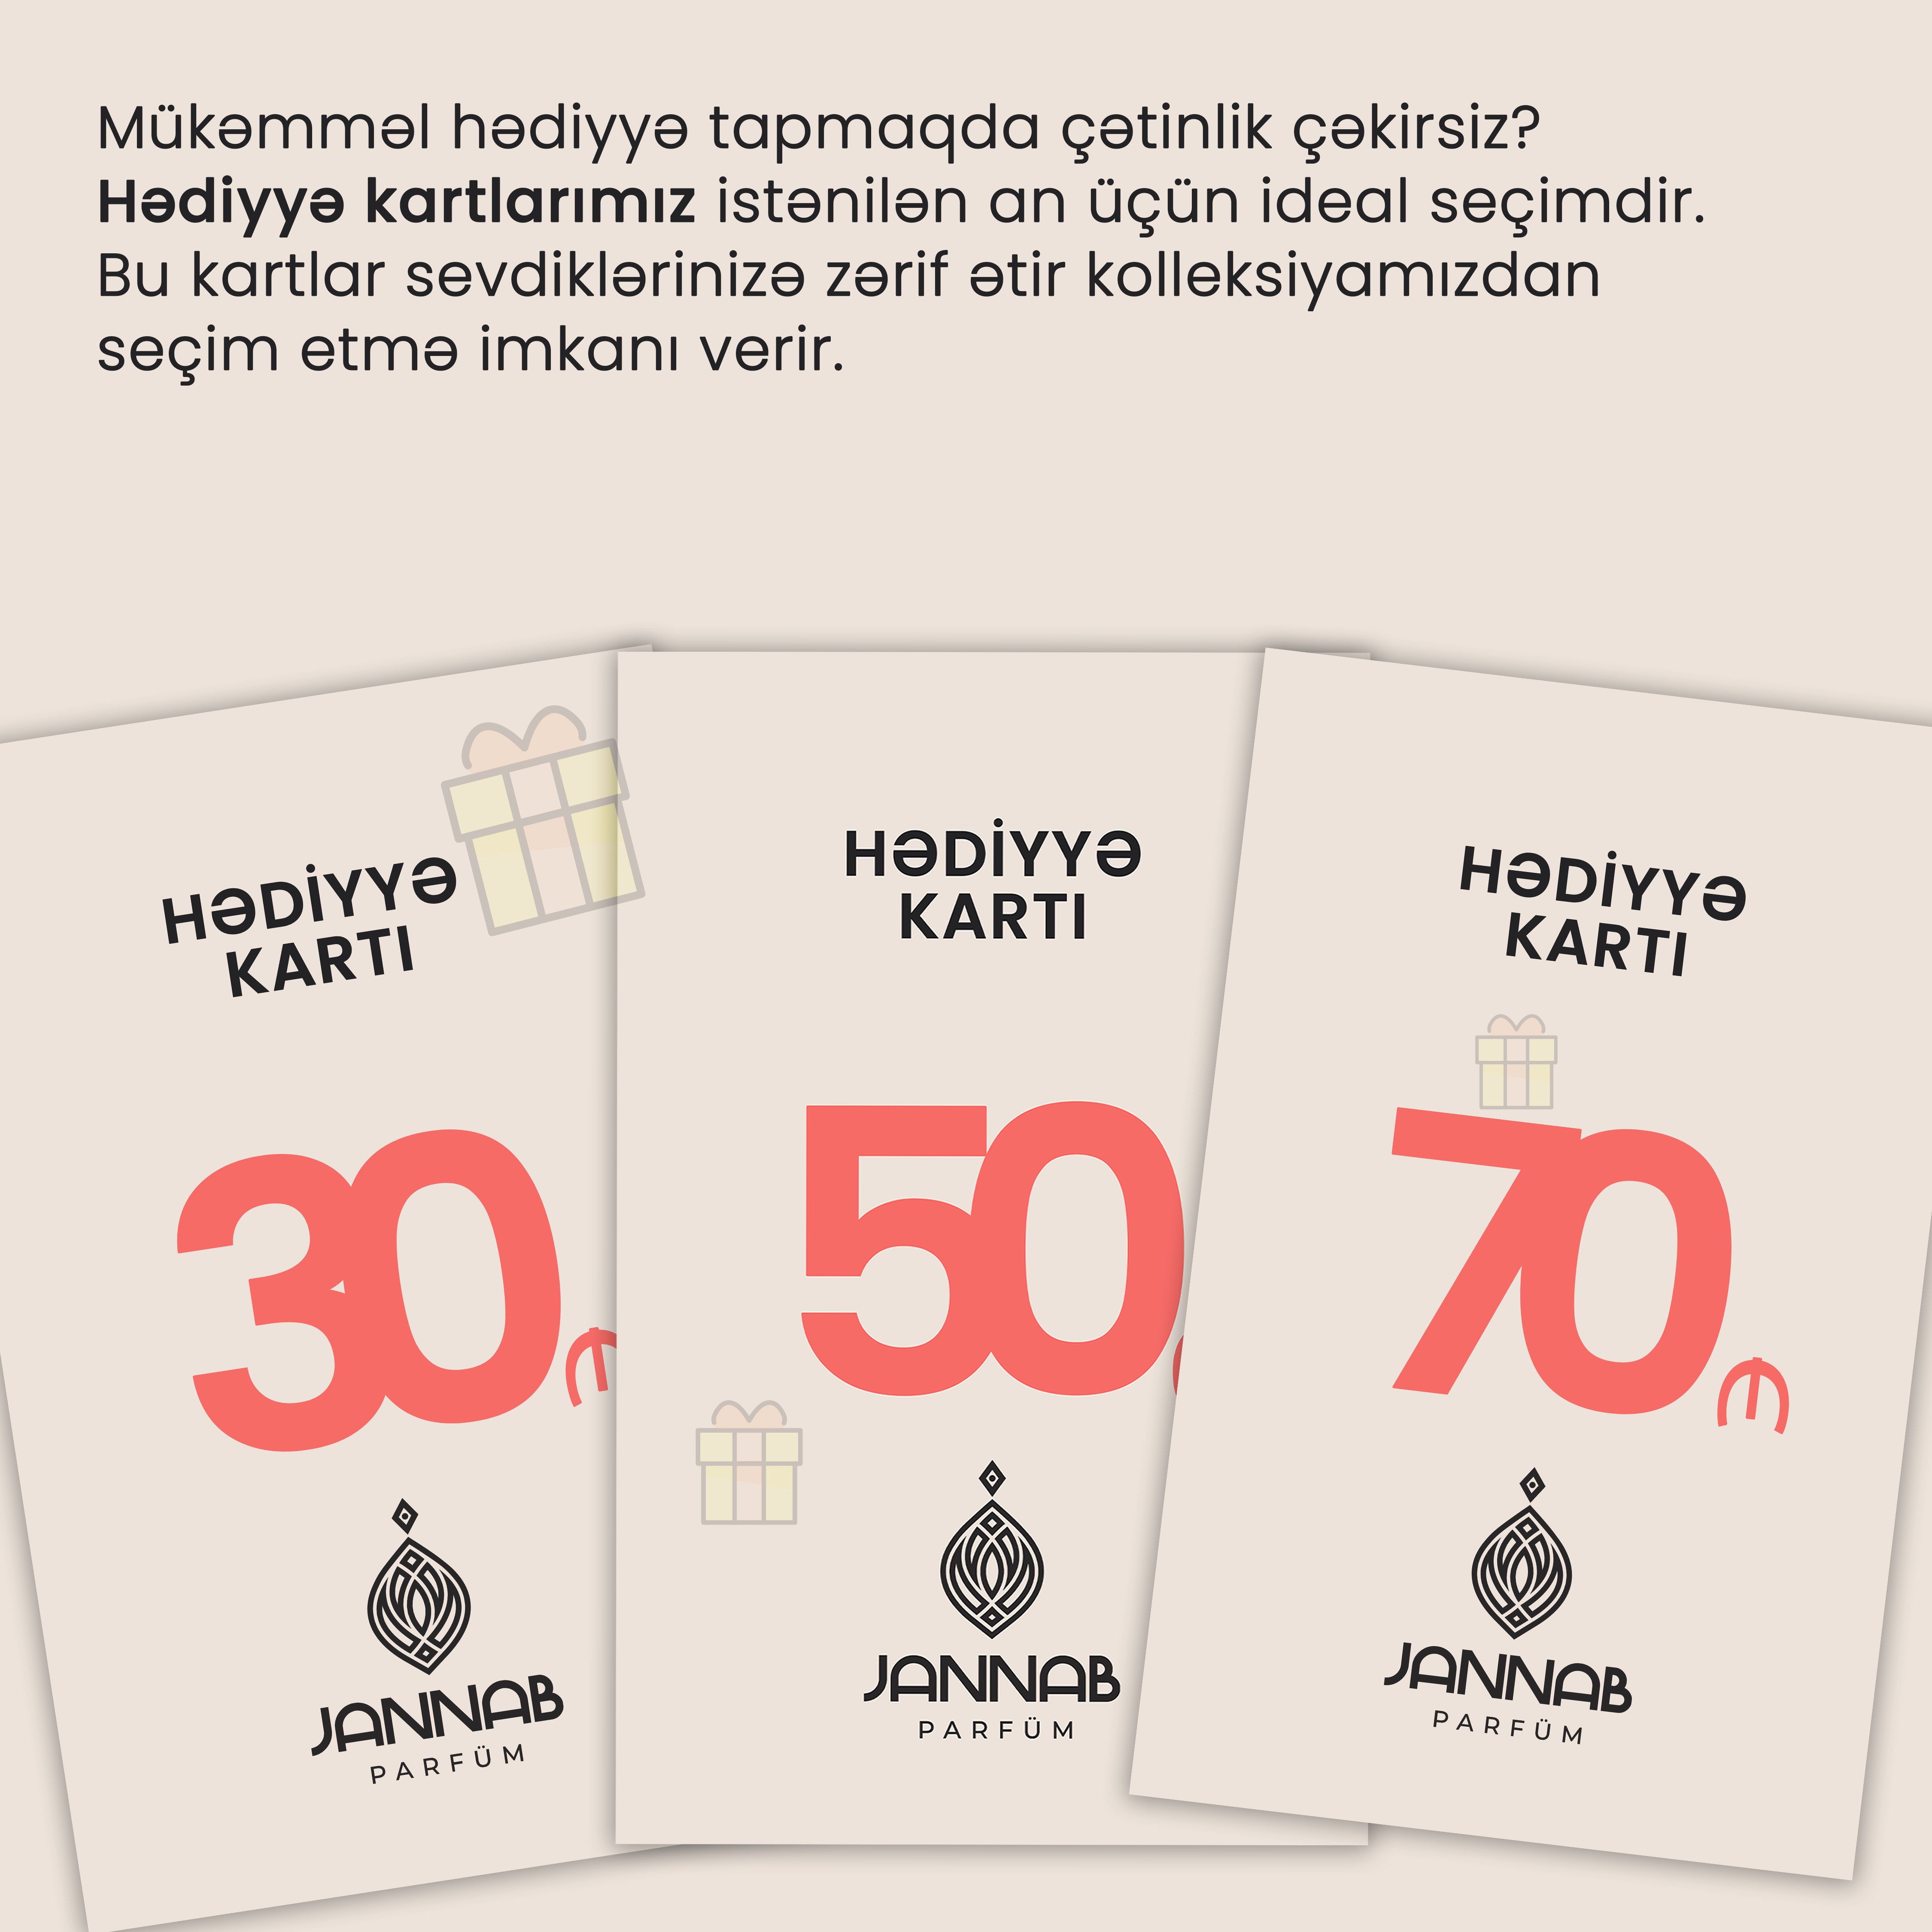 Mükəmməl hədiyyə tapmaqda çətinlik çəkirsiz?
Hədiyyə kartlarımız istənilən an üçün ideal seçimdir.
Bu kartlar sevdiklərinizə zərif ətir kolleksiyamızdan
seçim etmə imkanı verir.
HƏDİYYƏ
KARTI
30₼
JANNAB
PARFÜM
HƏDİYYƏ
KARTI
50
JANNAB
PARFÜM
HƏDİYYƏ
KARTI
70₼
JANNAB
PARFÜM